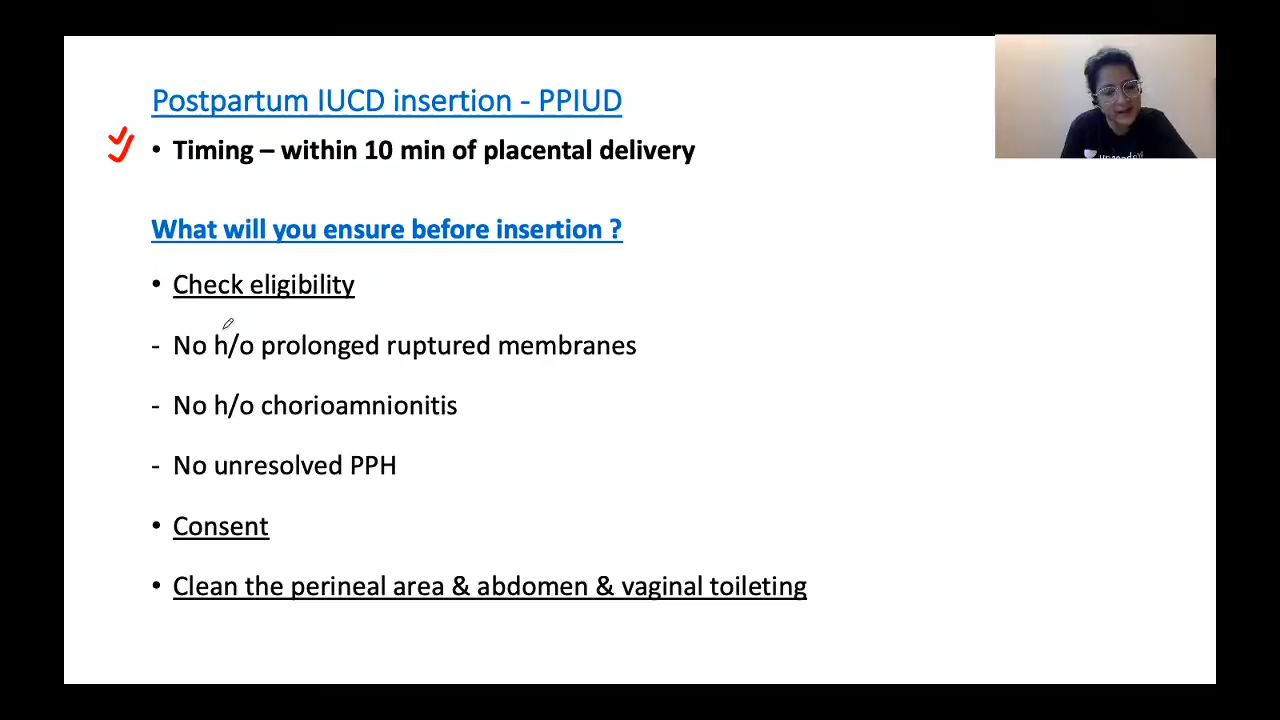 Postpartum IUCD insertion - PPIUD
• Timing – within 10 min of placental delivery
What will you ensure before insertion ?
• Check eligibility
- No h/o prolonged ruptured membranes
- No h/o chorioamnionitis
- No unresolved PPH
• Consent
• Clean the perineal area & abdomen & vaginal toileting